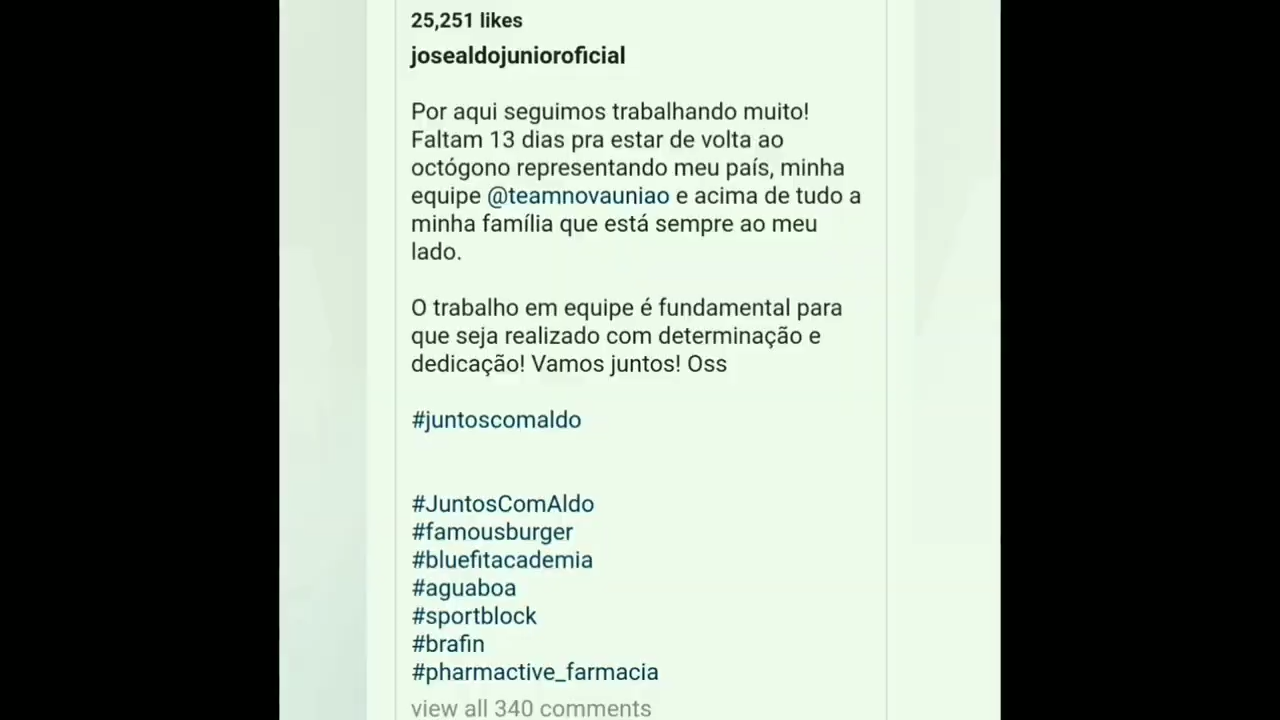 25,251 likes
josealdojunioroficial
Por aqui seguimos trabalhando muito!
Faltam 13 dias pra estar de volta ao
octógono representando meu país, minha
equipe @teamnovauniao e acima de tudo a
minha família que está sempre ao meu
lado.
O trabalho em equipe é fundamental para
que seja realizado com determinação e
dedicação! Vamos juntos! Oss
#juntoscomaldo
#JuntosComAldo
#famousburger
#bluefitacademia
#aguaboa
#sportblock
#brafin
#pharmactive_farmacia
view all 340 comments